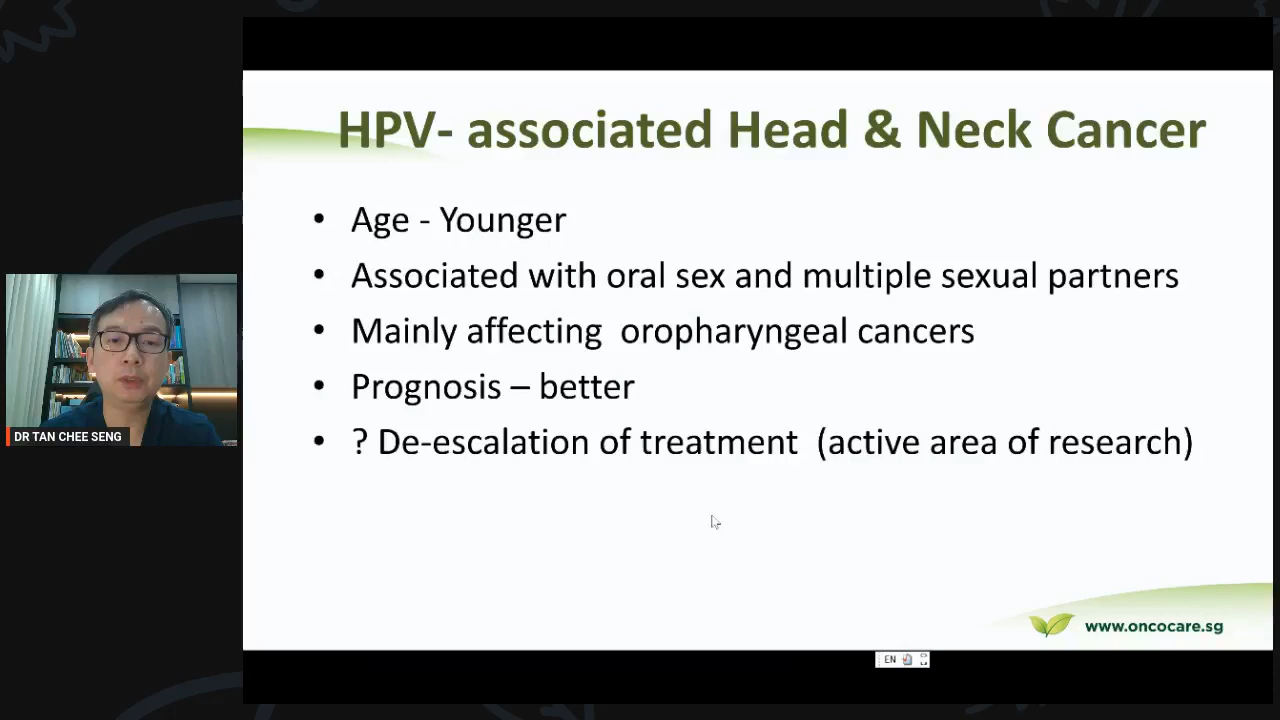 HPV- associated Head & Neck Cancer
• Age - Younger
• Associated with oral sex and multiple sexual partners
• Mainly affecting oropharyngeal cancers
• Prognosis – better
• ? De-escalation of treatment (active area of research)
DR TAN CHEE SENG
www.oncocare.sg
EN